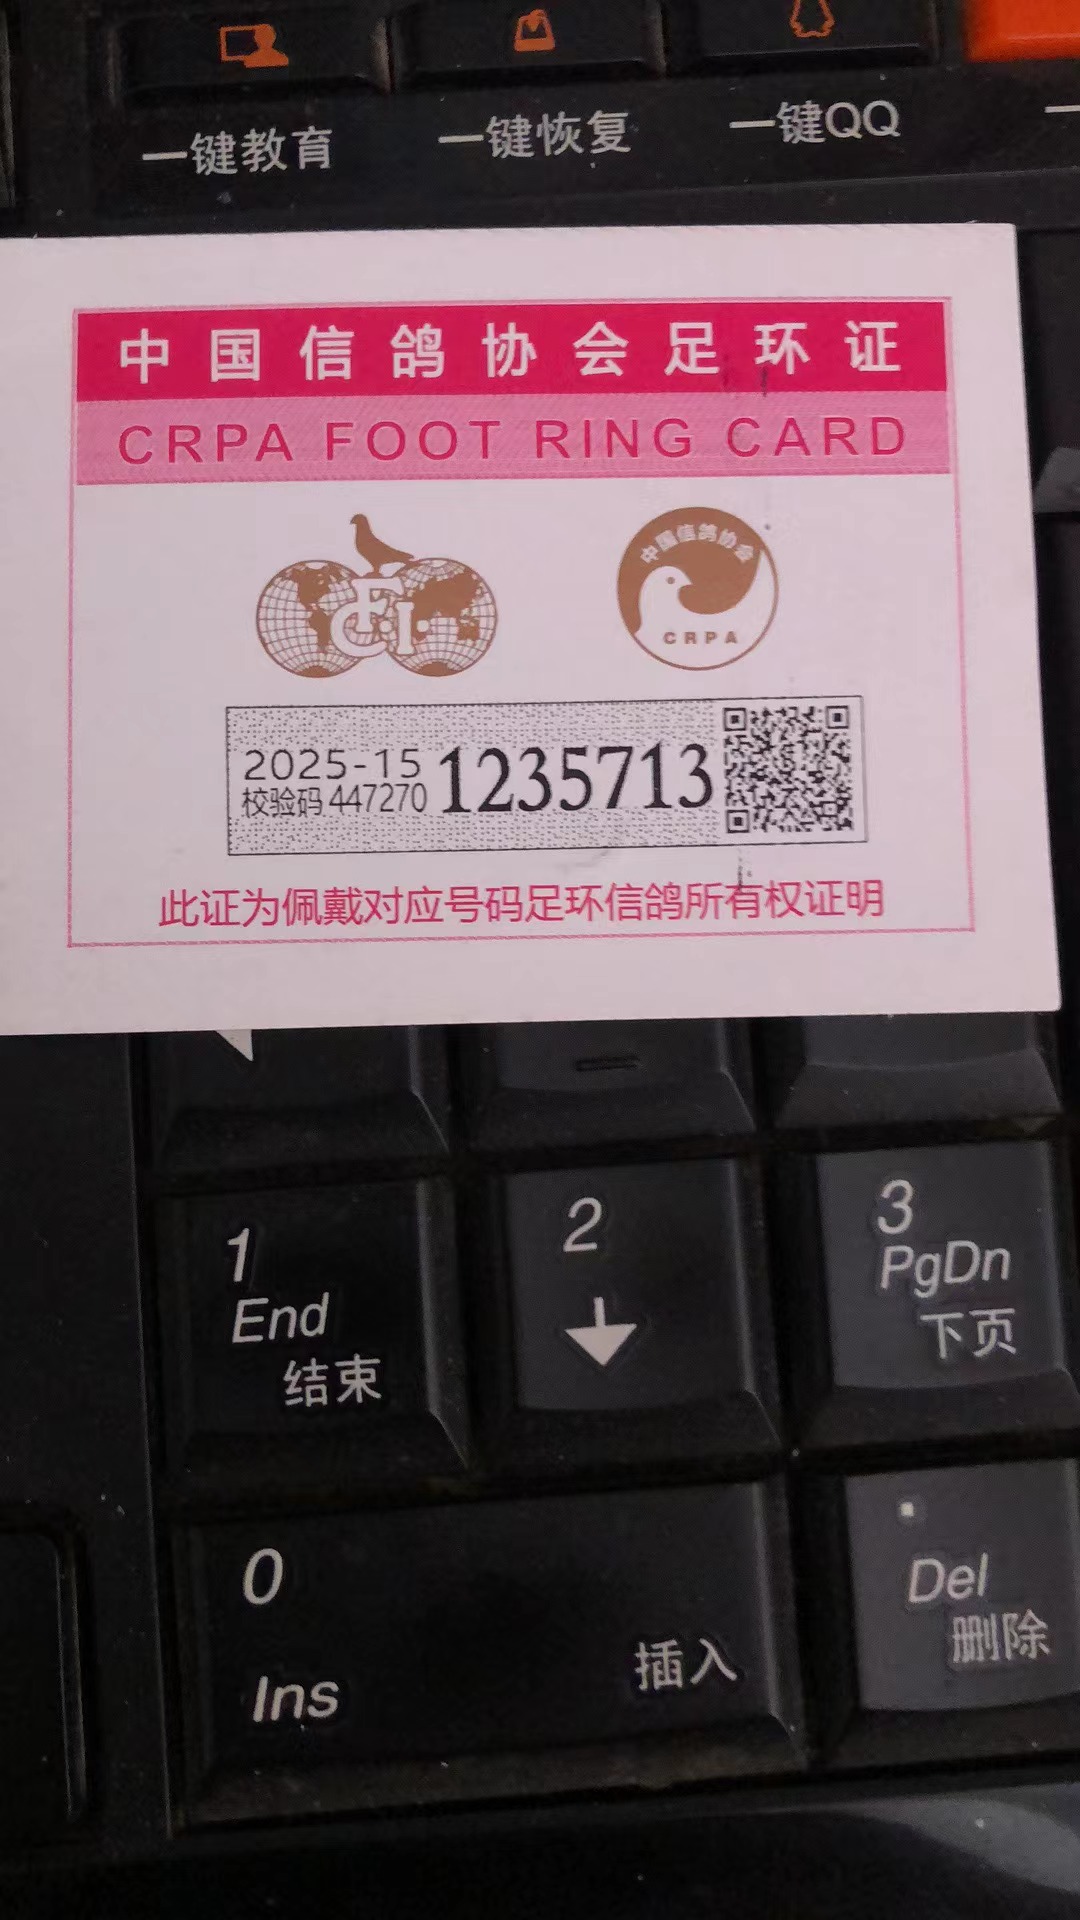 一键教育 一键恢复 一键QQ
中国信鸽协会足环证
CRPA FOOT RING CARD
FCI
中国信鸽协会
CRPA
2025-15 1235713
校验码 447270
此证为佩戴对应号码足环信鸽所有权证明
1 2 3
End PgDn
结束 下页
0 .
Ins 插入 Del
删除